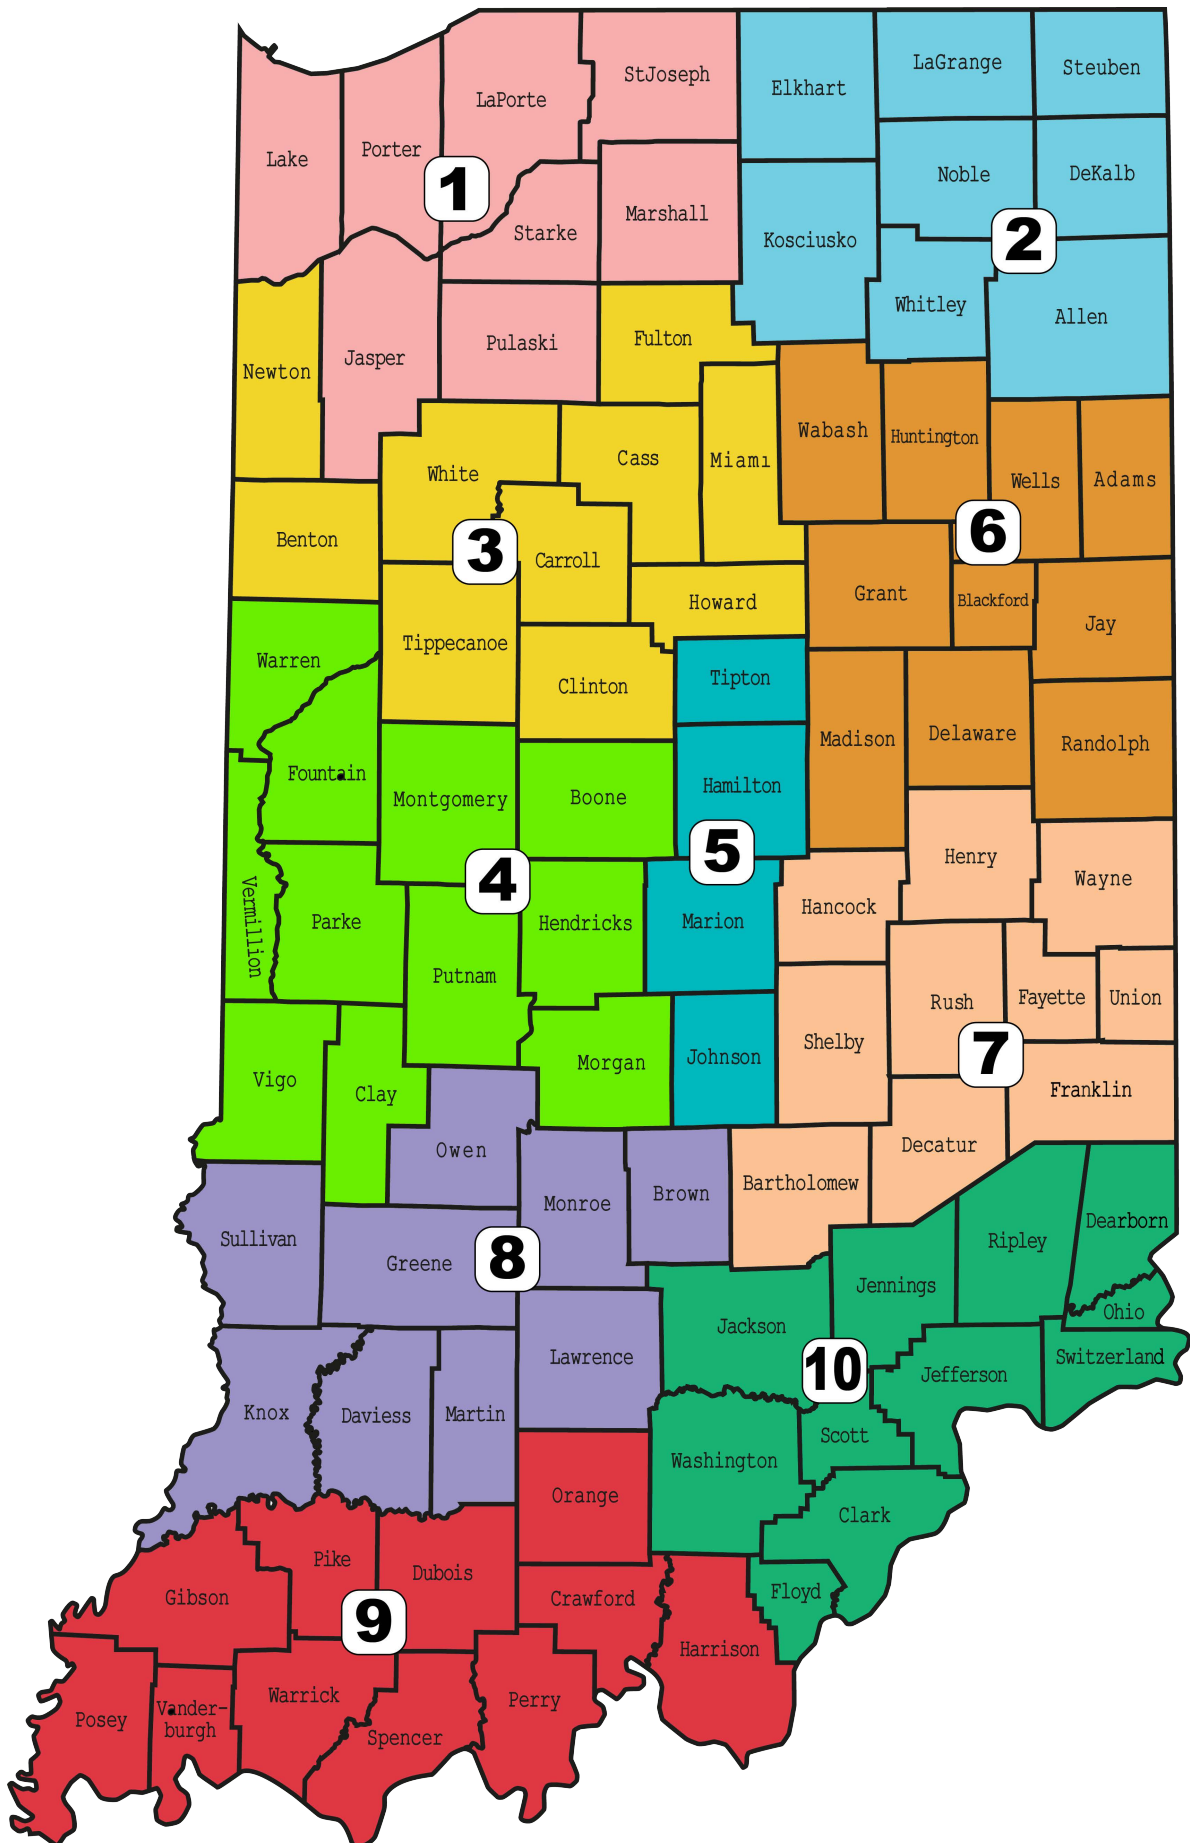 StJoseph
LaGrange
Steuben
Elkhart
LaPorte
Porter
Lake
1
Noble
DeKalb
Marshall
Starke
Kosciusko
2
Whitley
Allen
Fulton
Pulaski
Jasper
Newton
Wabash
Huntington
Cass
Miamı
White
Wells
Adams
6
Benton
3
Carroll
Grant
Blackford
Howard
Jay
Tippecanoe
Warren
Clinton
Tipton
Madison
Delaware
Randolph
Fountain
Hamilton
Montgomery
Boone
5
Henry
4
Wayne
Hancock
Vermillion
Parke
Hendricks
Marion
Putnam
Rush
Fayette
Union
Shelby
7
Johnson
Morgan
Vigo
Clay
Franklin
Owen
Decatur
Bartholomew
Brown
Monroe
Dearborn
Sullivan
Ripley
8
Greene
Jennings
Ohio
Jackson
Lawrence
Switzerland
10
Jefferson
Knox
Daviess
Martin
Scott
Washington
Orange
Clark
Pike
Dubois
Floyd
Gibson
Crawford
9
Harrison
Warrick
Perry
Vander-
burgh
Posey
Spencer